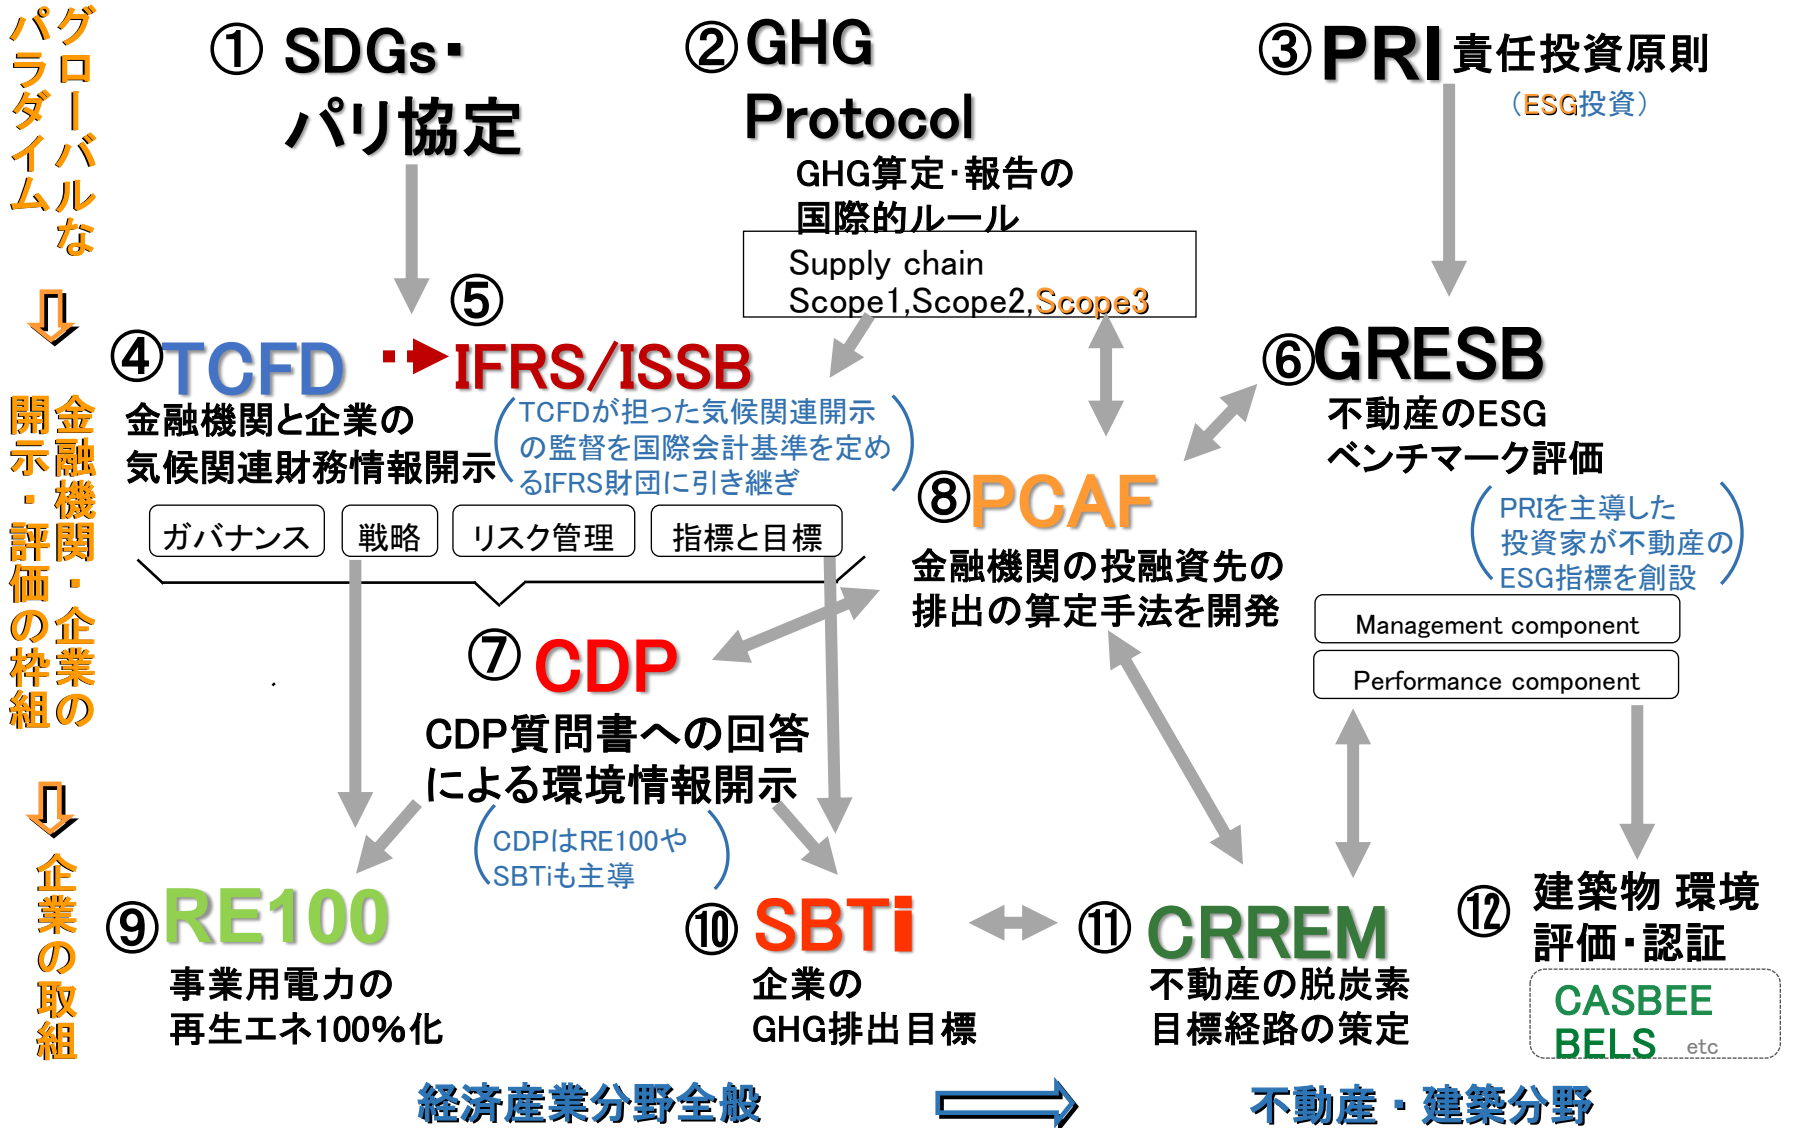 グローバルな
パラダイム
金融機関・企業の
開示・評価の枠組
企業の取組
① SDGs・
パリ協定
② GHG
Protocol
GHG算定・報告の
国際的ルール
Supply chain
Scope1,Scope2,Scope3
③ PRI 責任投資原則
（ESG投資）
④ TCFD
金融機関と企業の
気候関連財務情報開示
⑤
IFRS/ISSB
TCFDが担った気候関連開示
の監督を国際会計基準を定め
るIFRS財団に引き継ぎ
ガバナンス
戦略
リスク管理
指標と目標
⑥ GRESB
不動産のESG
ベンチマーク評価
PRIを主導した
投資家が不動産の
ESG指標を創設
Management component
Performance component
⑦ CDP
CDP質問書への回答
による環境情報開示
CDPはRE100や
SBTiも主導
⑧ PCAF
金融機関の投融資先の
排出の算定手法を開発
⑨ RE100
事業用電力の
再生エネ100%化
⑩ SBTi
企業の
GHG排出目標
⑪ CRREM
不動産の脱炭素
目標経路の策定
⑫ 建築物 環境
評価・認証
CASBEE
BELS etc
経済産業分野全般
不動産・建築分野